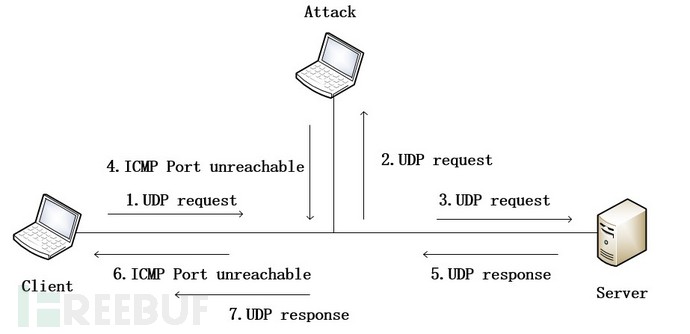 Attack
4.ICMP Port unreachable
2.UDP request
1.UDP request
3.UDP request
6.ICMP Port unreachable
5.UDP response
Client
Server
7.UDP response
FREEBUF